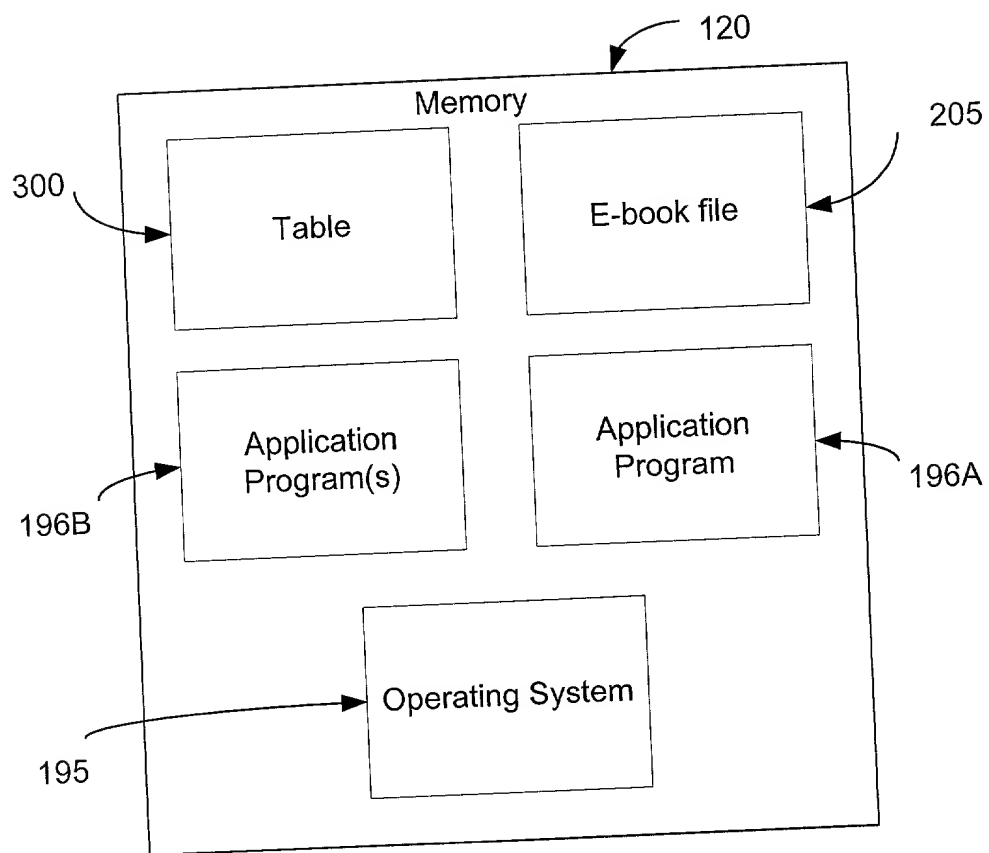 120
Memory
205
300
Table
E-book file
Application
Program(s)
Application
Program
196B
196A
Operating System
195